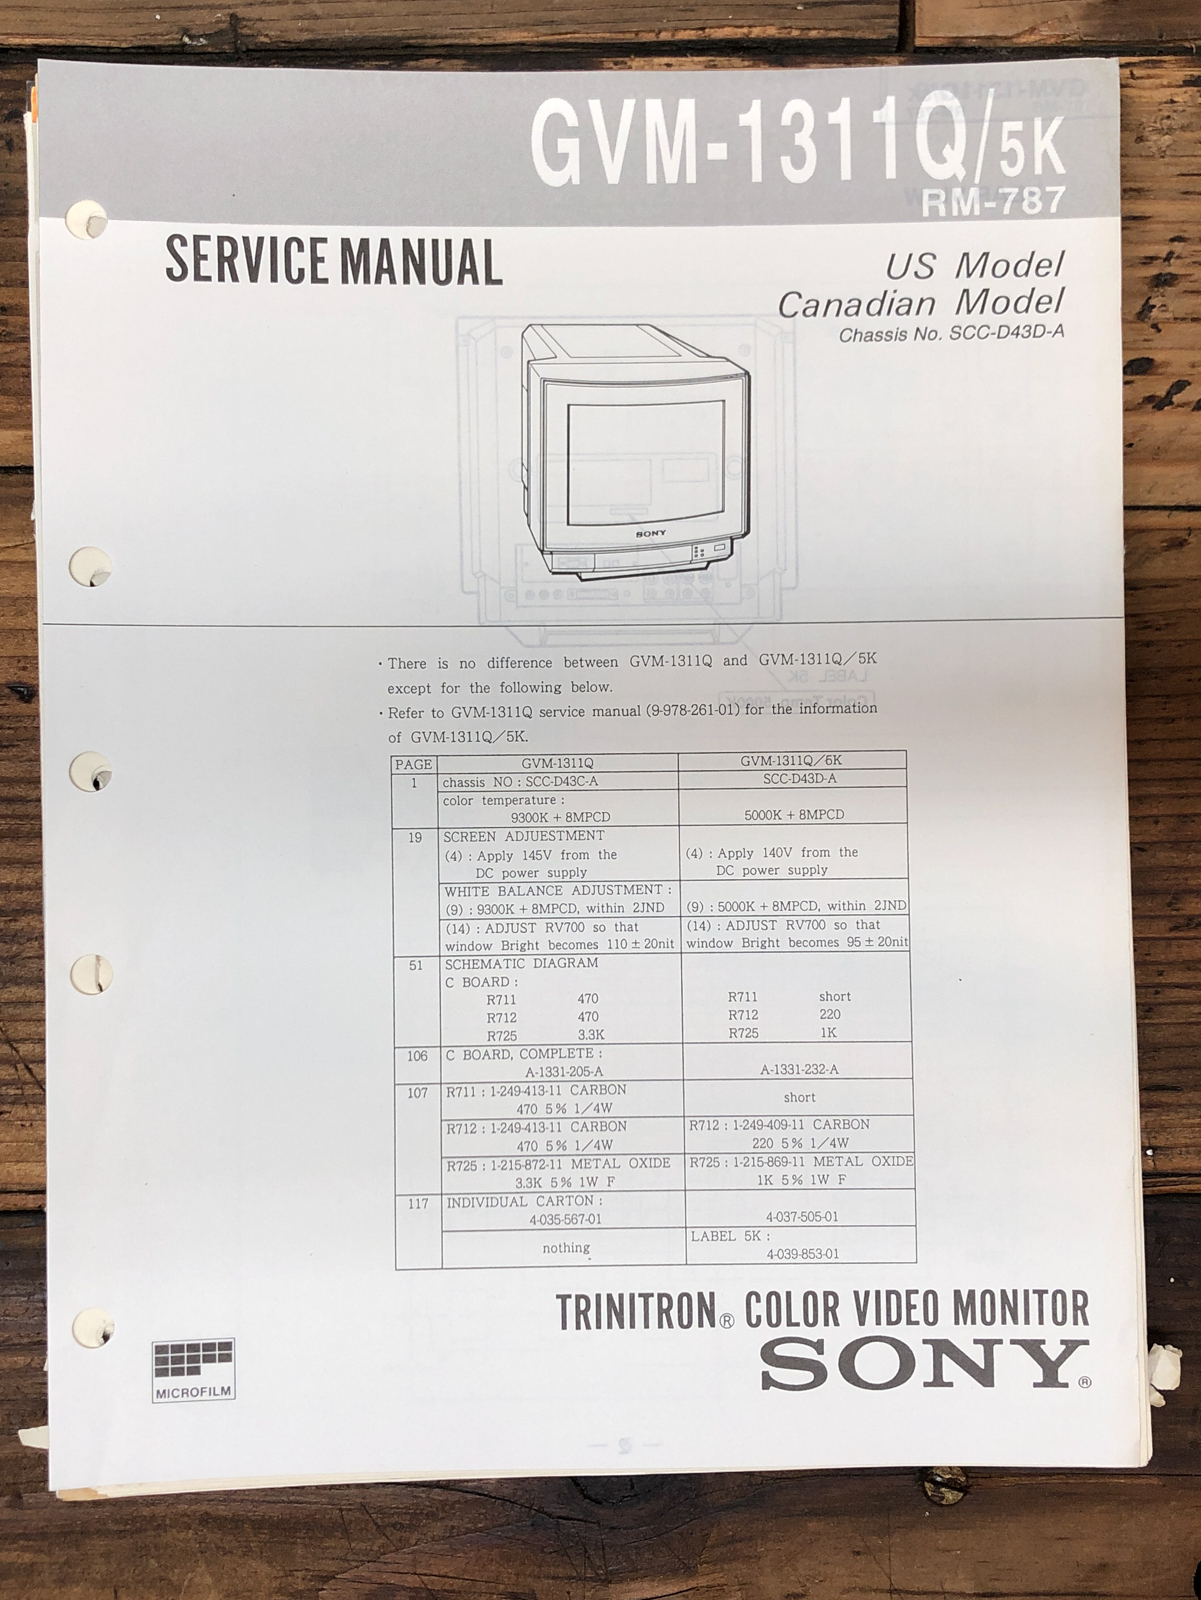 GVM-1311Q/5K
RM-787
SERVICE MANUAL
US Model
Canadian Model
Chassis No. SCC-D43D-A
SONY
· There is no difference between GVM-1311Q and GVM-1311Q/5K
except for the following below.
· Refer to GVM-1311Q service manual (9-978-261-01) for the information
of GVM-1311Q/5K.
PAGE GVM-1311Q GVM-1311Q/5K
1 chassis NO : SCC-D43C-A SCC-D43D-A
color temperature :
9300K + 8MPCD 5000K + 8MPCD
19 SCREEN ADJUESTMENT
(4) : Apply 145V from the (4) : Apply 140V from the
DC power supply DC power supply
WHITE BALANCE ADJUSTMENT :
(9) : 9300K + 8MPCD, within 2JND (9) : 5000K + 8MPCD, within 2JND
(14) : ADJUST RV700 so that (14) : ADJUST RV700 so that
window Bright becomes 110 ± 20nit window Bright becomes 95 ± 20nit
51 SCHEMATIC DIAGRAM
C BOARD :
R711 470 R711 short
R712 470 R712 220
R725 3.3K R725 1K
106 C BOARD, COMPLETE :
A-1331-205-A A-1331-232-A
107 R711 : 1-249-413-11 CARBON short
470 5% 1/4W
R712 : 1-249-413-11 CARBON R712 : 1-249-409-11 CARBON
470 5% 1/4W 220 5% 1/4W
R725 : 1-215-872-11 METAL OXIDE R725 : 1-215-869-11 METAL OXIDE
3.3K 5% 1W F 1K 5% 1W F
117 INDIVIDUAL CARTON :
4-035-567-01 4-037-505-01
LABEL 5K :
nothing 4-039-853-01
TRINITRON® COLOR VIDEO MONITOR
SONY®
MICROFILM